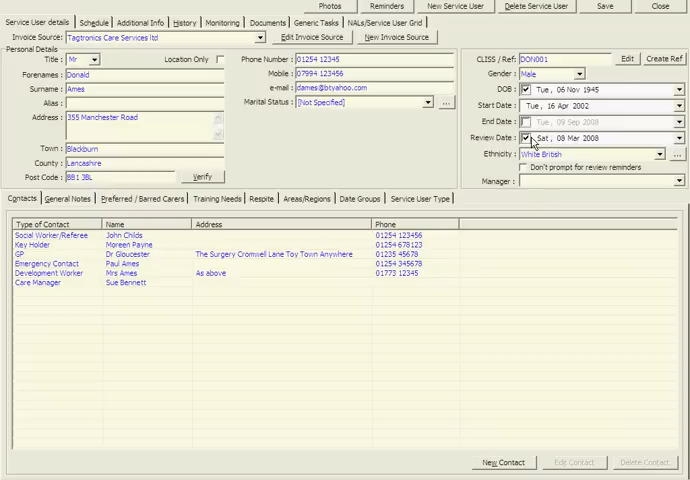 Photos Reminders New Service User Delete Service User Save Close
Service User details Schedule Additional Info History Monitoring Documents Generic Tasks NALs/Service User Grid
Invoice Source: Tagtronics Care Services ltd Edit Invoice Source New Invoice Source
Personal Details
Title : Mr Location Only
Forenames : Donald
Surname : Ames
Alias :
Address : 355 Manchester Road
Town : Blackburn
County : Lancashire
Post Code : BB1 3BL Verify
Phone Number : 01254 12345
Mobile : 07994 123456
e-mail : dames@btyahoo.com
Marital Status : [Not Specified] ...
CLISS / Ref: DON001 Edit Create Ref
Gender : Male
DOB : Tue, 06 Nov 1945
Start Date : Tue, 16 Apr 2002
End Date : Tue, 09 Sep 2008
Review Date : Sat, 08 Mar 2008
Ethnicity : White British ...
Don't prompt for review reminders
Manager :
Contacts General Notes Preferred / Barred Carers Training Needs Respite Areas/Regions Date Groups Service User Type
Type of Contact Name Address Phone
Social Worker/Referee John Childs 01254 123456
Key Holder Moreen Payne 01254 678123
GP Dr Gloucester The Surgery Cromwell Lane Toy Town Anywhere 01235 45678
Emergency Contact Paul Ames 01254 345678
Development Worker Mrs Ames As above 01773 12345
Care Manager Sue Bennett
New Contact Edit Contact Delete Contact